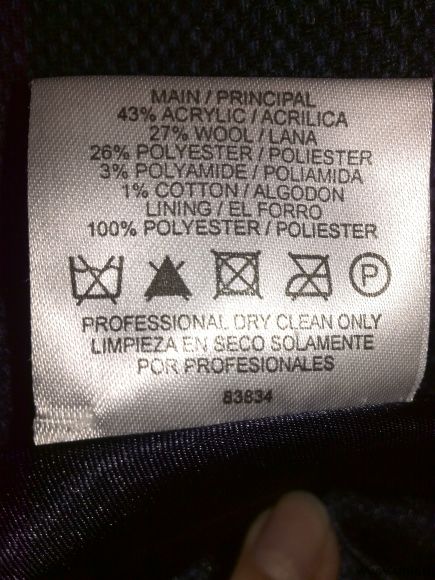 MAIN / PRINCIPAL
43% ACRYLIC / ACRILICA
27% WOOL / LANA
26% POLYESTER / POLIESTER
3% POLYAMIDE / POLIAMIDA
1% COTTON / ALGODON
LINING / EL FORRO
100% POLYESTER / POLIESTER
P
PROFESSIONAL DRY CLEAN ONLY
LIMPIEZA EN SECO SOLAMENTE
POR PROFESIONALES
83834